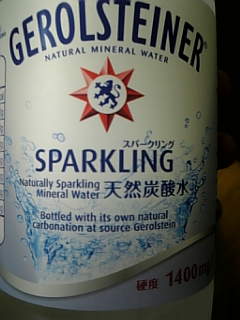 GEROLSTEINER®
NATURAL MINERAL WATER
スパークリング
SPARKLING
Naturally Sparkling
Mineral Water 天然炭酸水
Bottled with its own natural
carbonation at source Gerolstein
硬度 1400mg